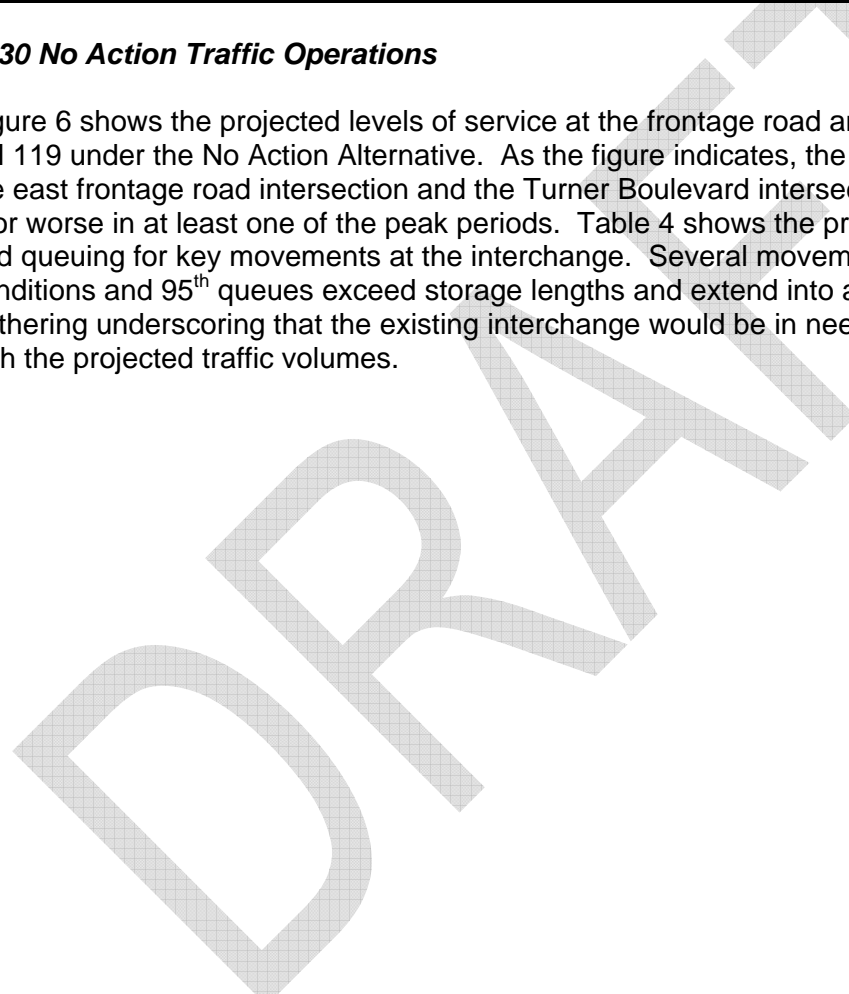 30 No Action Traffic Operations
gure 6 shows the projected levels of service at the frontage road a
119 under the No Action Alternative. As the figure indicates, the
e east frontage road intersection and the Turner Boulevard interse
or worse in at least one of the peak periods. Table 4 shows the pr
d queuing for key movements at the interchange. Several movem
nditions and 95th queues exceed storage lengths and extend into a
rthering underscoring that the existing interchange would be in nee
th the projected traffic volumes.
DRAFT